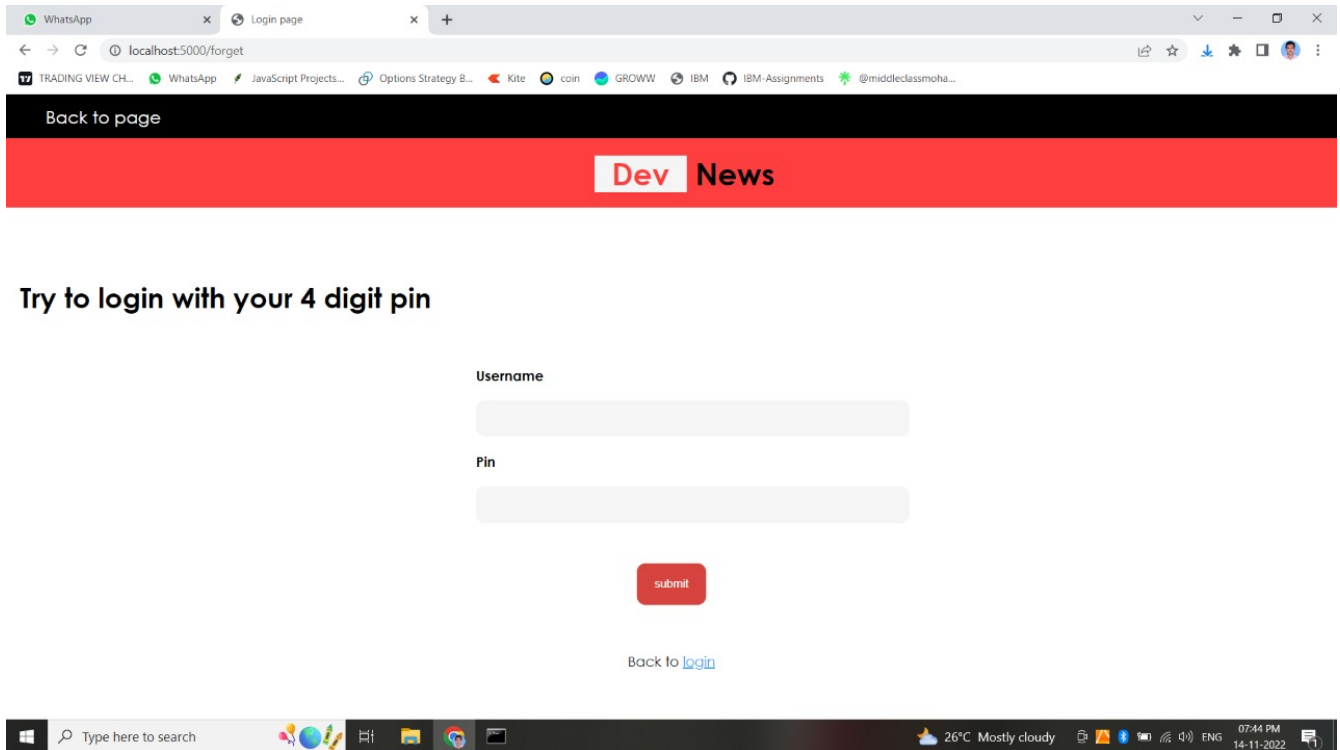 WhatsApp Login page
localhost:5000/forget
TRADING VIEW CH... WhatsApp JavaScript Projects... Options Strategy B... Kite coin GROWW IBM IBM-Assignments @middleclassmoha...
Back to page
Dev News
Try to login with your 4 digit pin
Username
Pin
submit
Back to login
Type here to search 26°C Mostly cloudy ENG 07:44 PM
14-11-2022